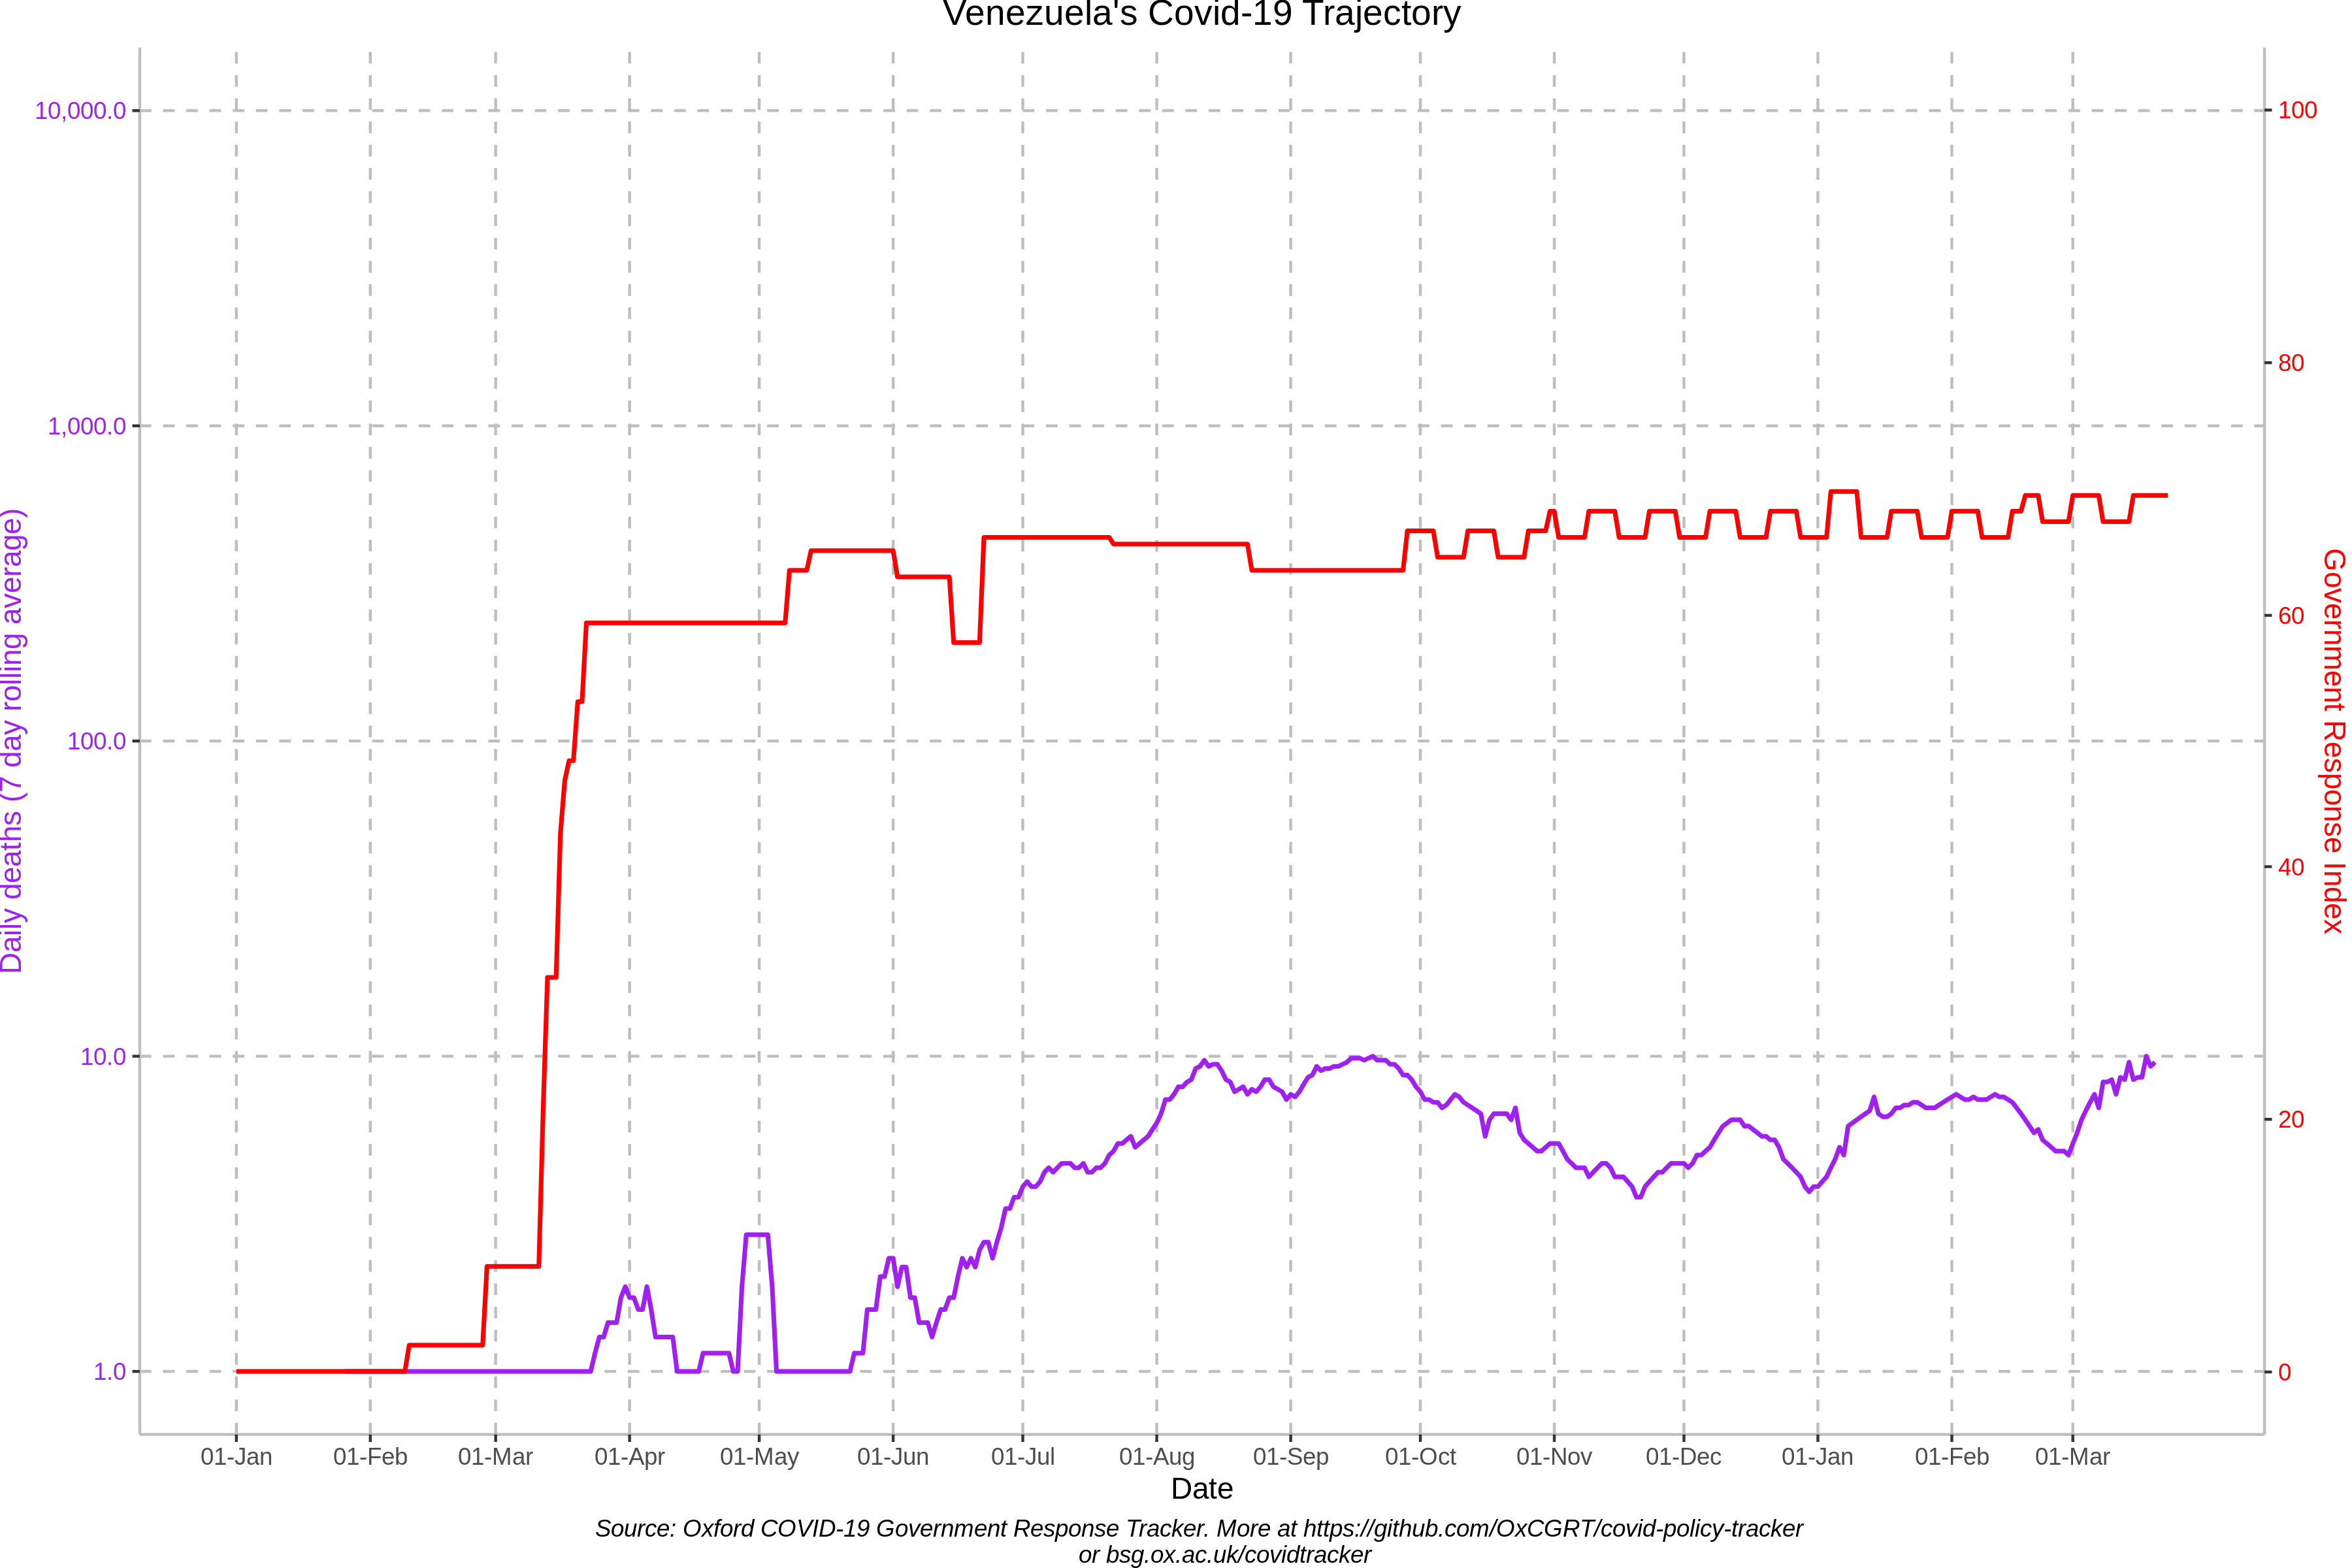 Venezuela's Covid-19 Trajectory
10,000.0
1,000.0
100.0
10.0
1.0
Daily deaths (7 day rolling average)
100
80
60
40
20
0
Government Response Index
01-Jan
01-Feb
01-Mar
01-Apr
01-May
01-Jun
01-Jul
01-Aug
01-Sep
01-Oct
01-Nov
01-Dec
01-Jan
01-Feb
01-Mar
Date
Source: Oxford COVID-19 Government Response Tracker. More at https://github.com/OxCGRT/covid-policy-tracker
or bsg.ox.ac.uk/covidtracker